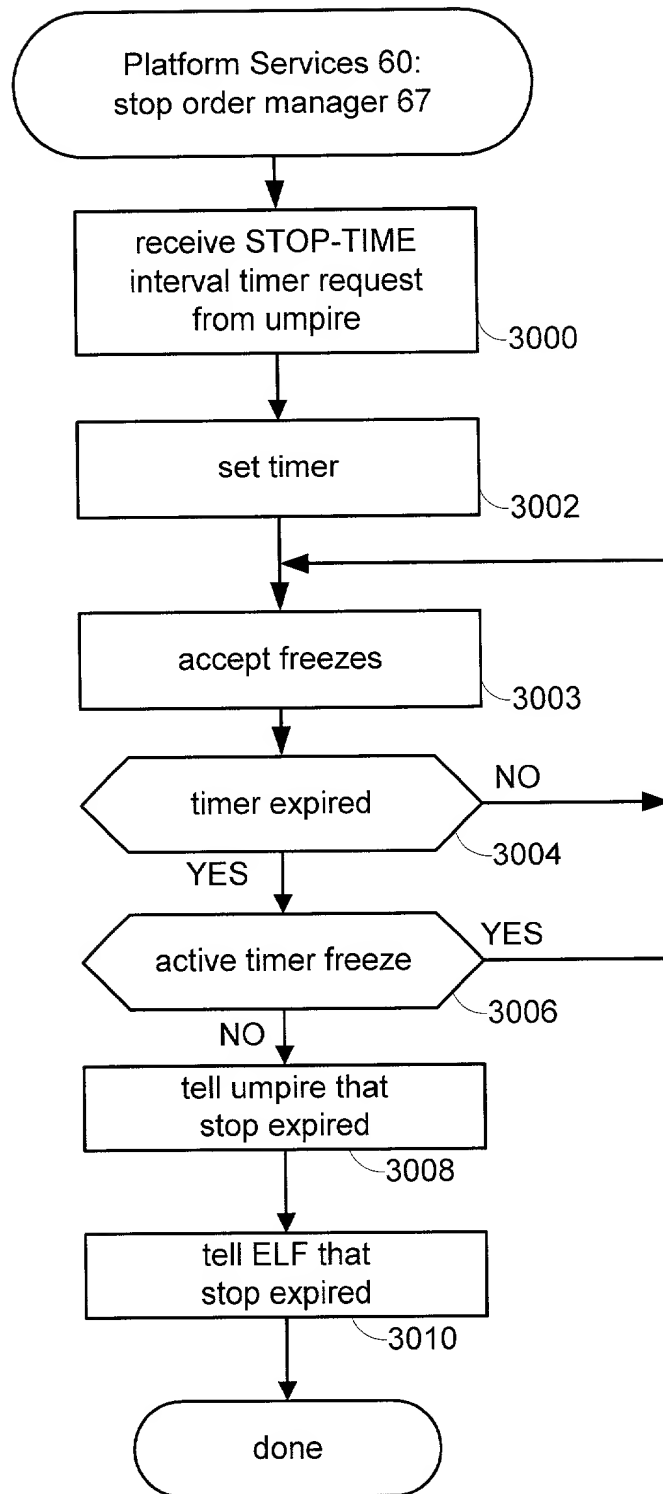 Platform Services 60:
stop order manager 67
receive STOP-TIME
interval timer request
from umpire
3000
set timer
3002
accept freezes
3003
timer expired
NO
3004
YES
active timer freeze
YES
3006
NO
tell umpire that
stop expired
3008
tell ELF that
stop expired
3010
done